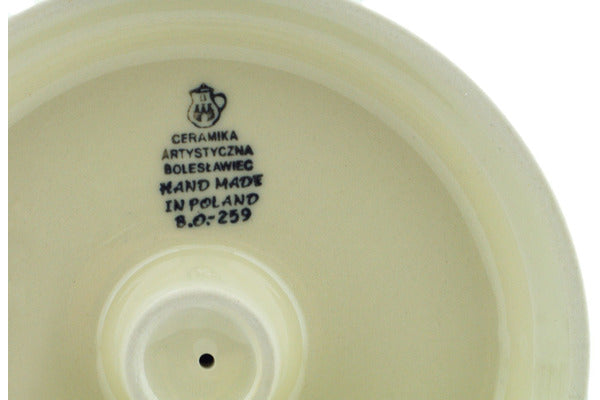 CERAMIKA
ARTYSTYCZNA
BOLESŁAWIEC
HAND MADE
IN POLAND
B.O.-259